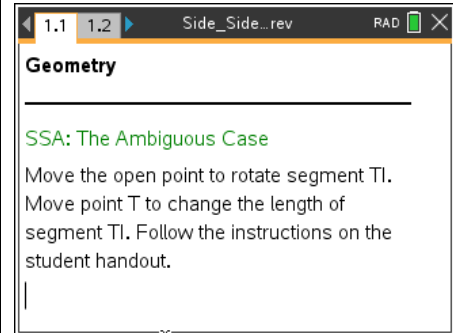 1.1 1.2 Side_Side...rev RAD
Geometry
SSA: The Ambiguous Case
Move the open point to rotate segment TI.
Move point T to change the length of
segment TI. Follow the instructions on the
student handout.